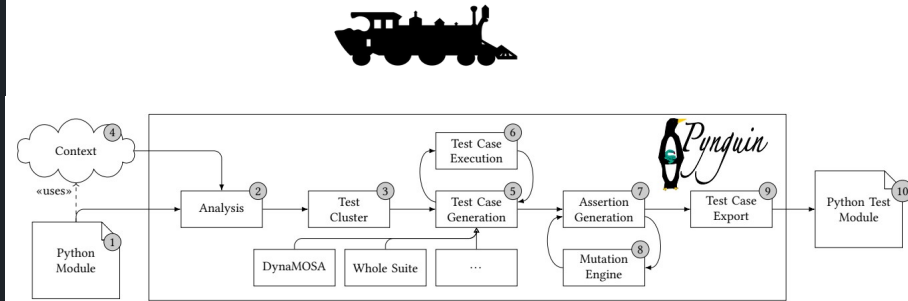 Context
4
«uses»
Python
Module
1
Analysis
2
Test
Cluster
3
Test Case
Execution
6
Test Case
Generation
5
DynaMOSA
Whole Suite
...
Pynguin
Assertion
Generation
7
Mutation
Engine
8
Test Case
Export
9
Python Test
Module
10